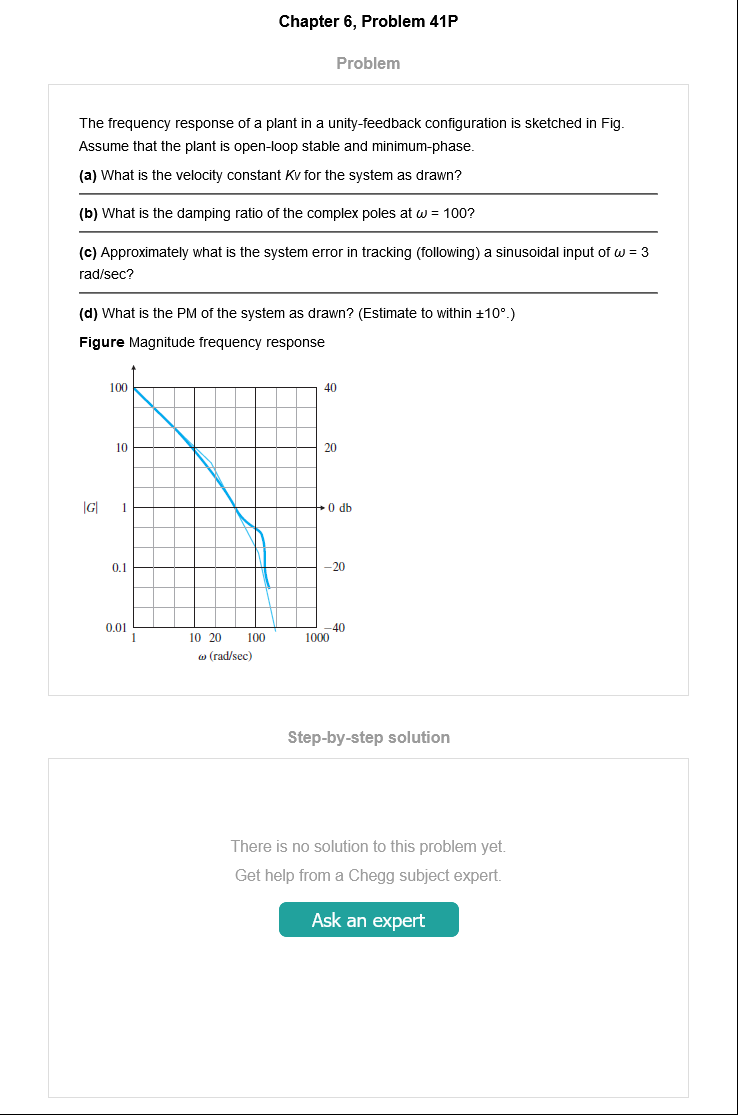 Chapter 6, Problem 41P
Problem
The frequency response of a plant in a unity-feedback configuration is sketched in Fig.
Assume that the plant is open-loop stable and minimum-phase.
(a) What is the velocity constant Kv for the system as drawn?
(b) What is the damping ratio of the complex poles at ω = 100?
(c) Approximately what is the system error in tracking (following) a sinusoidal input of ω = 3
rad/sec?
(d) What is the PM of the system as drawn? (Estimate to within ±10°.)
Figure Magnitude frequency response
100 40
10 20
|G| 1 0 db
0.1 −20
0.01 −40
1 10 20 100 1000
ω (rad/sec)
Step-by-step solution
There is no solution to this problem yet.
Get help from a Chegg subject expert.
Ask an expert